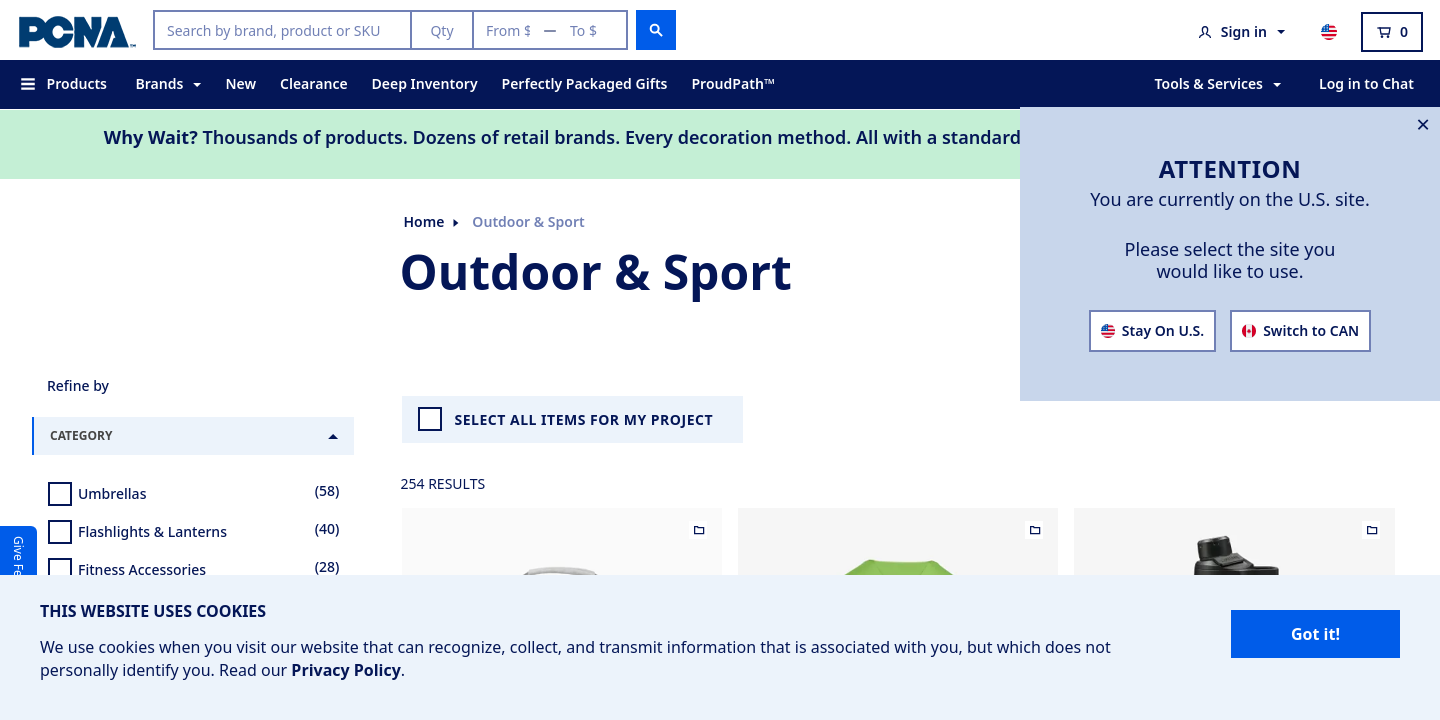 PCNA™
Search by brand, product or SKU
Qty
From $ — To $
Sign in
0
Products
Brands
New
Clearance
Deep Inventory
Perfectly Packaged Gifts
ProudPath™
Tools & Services
Log in to Chat
Why Wait? Thousands of products. Dozens of retail brands. Every decoration method. All with a standard
ATTENTION
You are currently on the U.S. site.
Please select the site you
would like to use.
Stay On U.S.
Switch to CAN
Home
Outdoor & Sport
Outdoor & Sport
Refine by
CATEGORY
Umbrellas (58)
Flashlights & Lanterns (40)
Fitness Accessories (28)
SELECT ALL ITEMS FOR MY PROJECT
254 RESULTS
Give Fe
THIS WEBSITE USES COOKIES
We use cookies when you visit our website that can recognize, collect, and transmit information that is associated with you, but which does not
personally identify you. Read our Privacy Policy.
Got it!